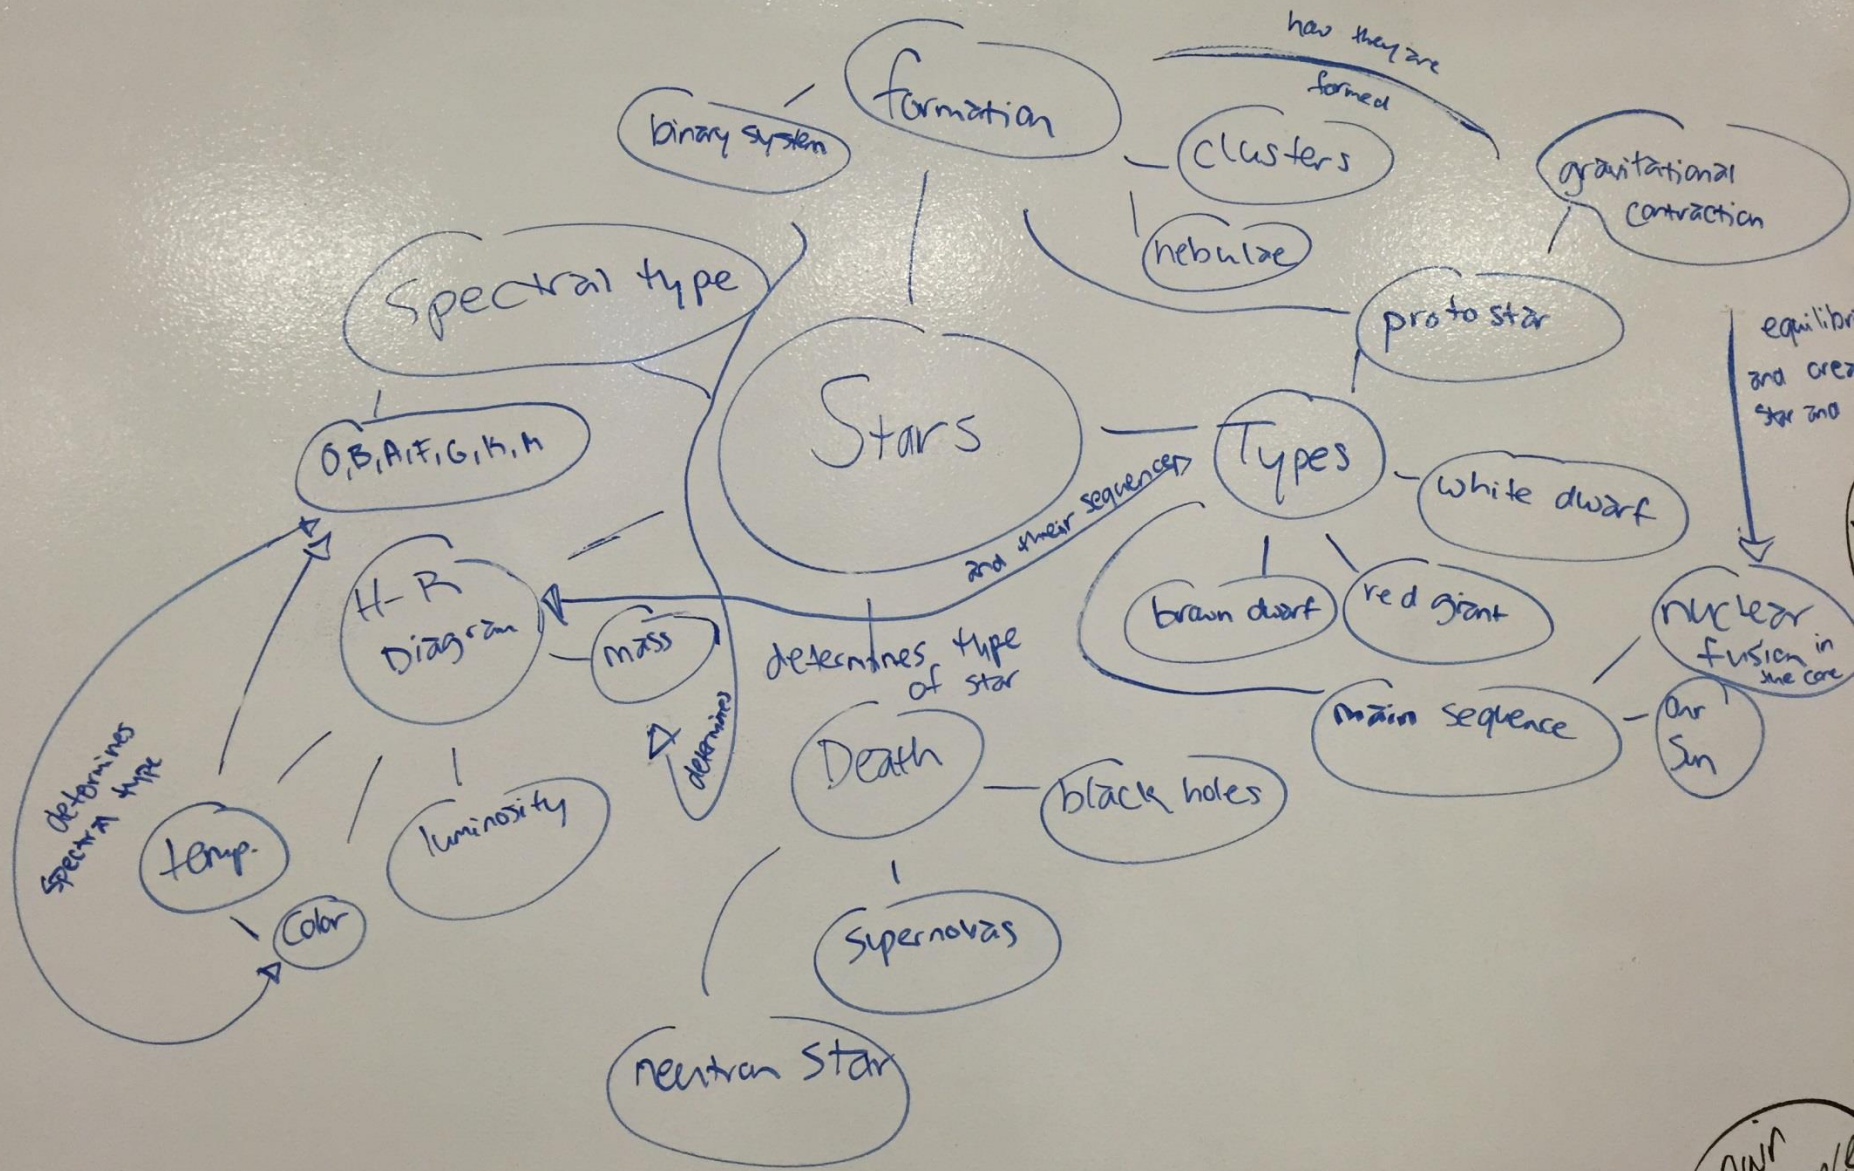 how they are
formed
formation
binary system
clusters
gravitational
contraction
nebulae
Spectral type
proto star
equilibri
and crea
star and
Stars
Types
O,B,A,F,G,K,M
white dwarf
and their sequences
H-R
Diagram
mass
brown dwarf
red giant
nuclear
fusion in
the core
determines type
of star
main sequence
our
Sun
determines
Death
black holes
determines
spectral type
luminosity
temp.
Color
supernovas
neutron star